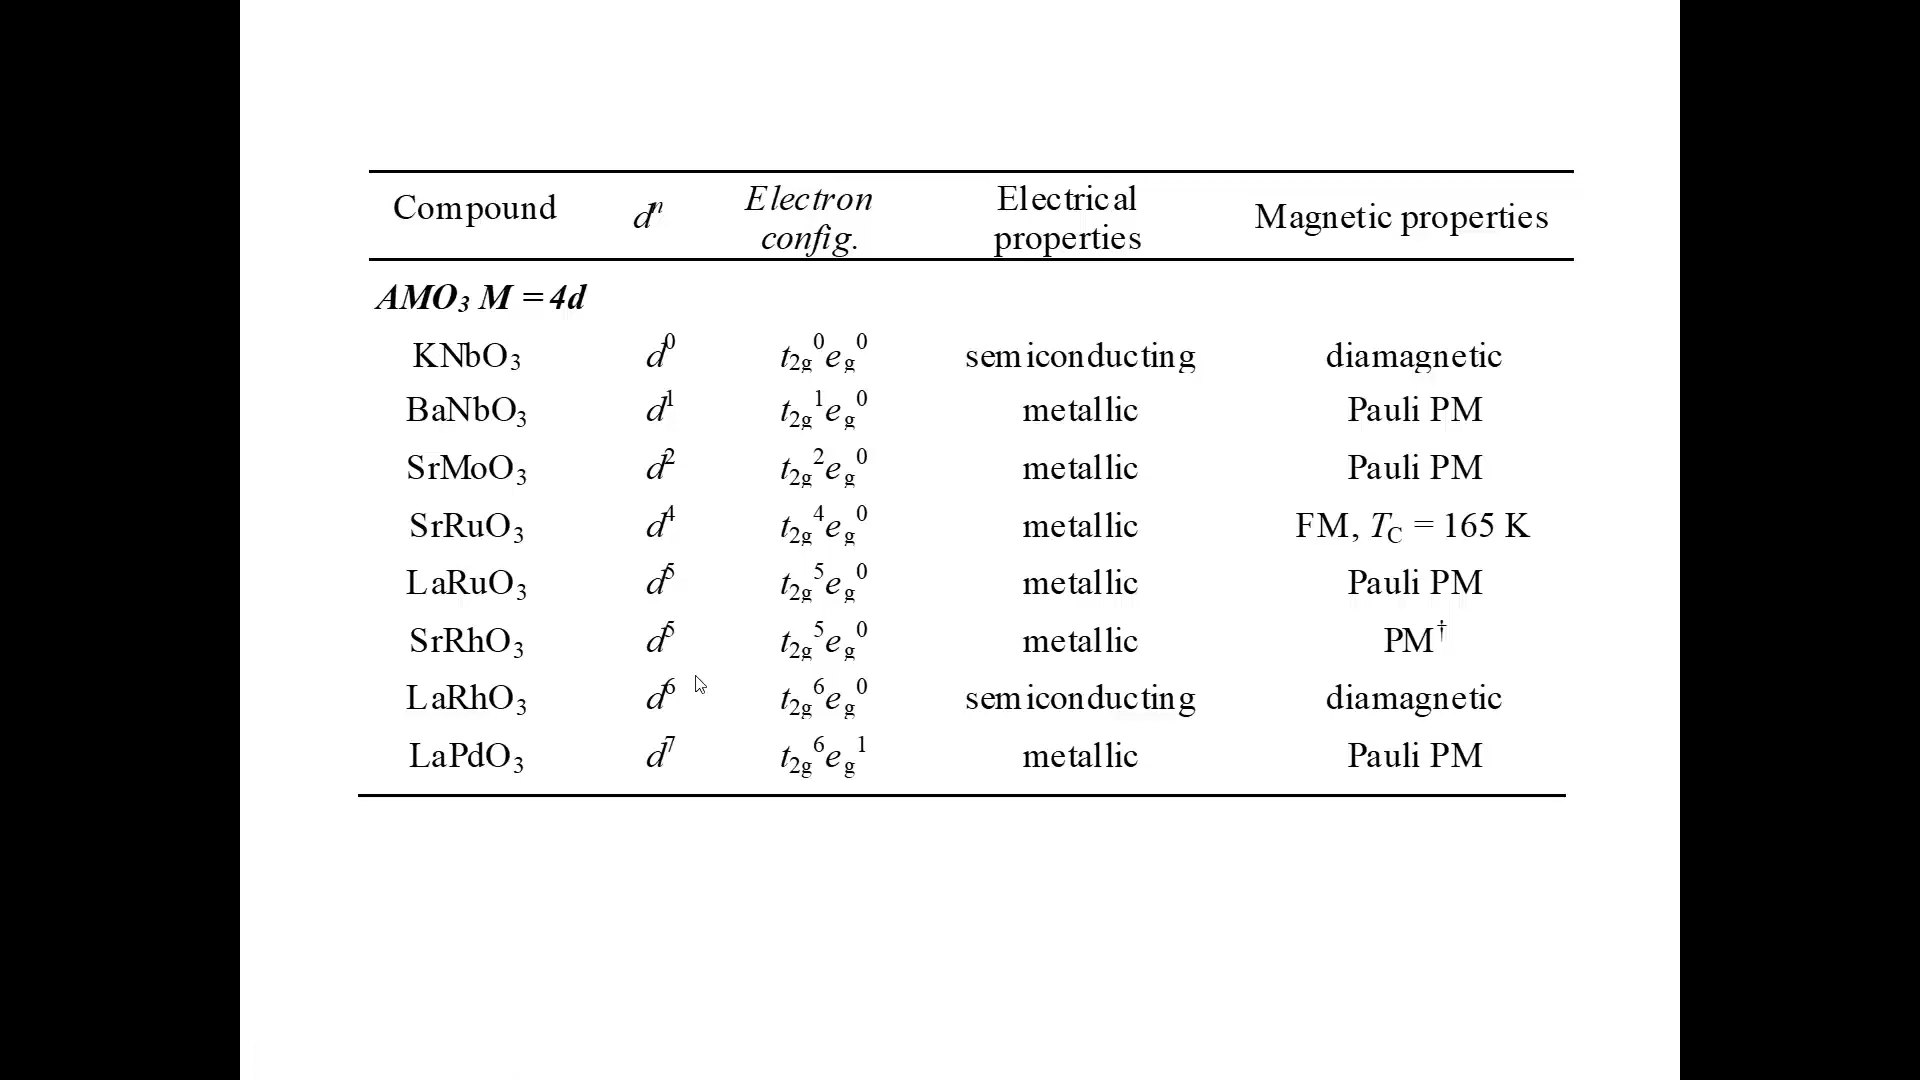 Compound dⁿ Electron config. Electrical properties Magnetic properties
AMO₃ M = 4d
KNbO₃ d⁰ t₂g⁰eg⁰ semiconducting diamagnetic
BaNbO₃ d¹ t₂g¹eg⁰ metallic Pauli PM
SrMoO₃ d² t₂g²eg⁰ metallic Pauli PM
SrRuO₃ d⁴ t₂g⁴eg⁰ metallic FM, T_C = 165 K
LaRuO₃ d⁵ t₂g⁵eg⁰ metallic Pauli PM
SrRhO₃ d⁵ t₂g⁵eg⁰ metallic PM†
LaRhO₃ d⁶ t₂g⁶eg⁰ semiconducting diamagnetic
LaPdO₃ d⁷ t₂g⁶eg¹ metallic Pauli PM